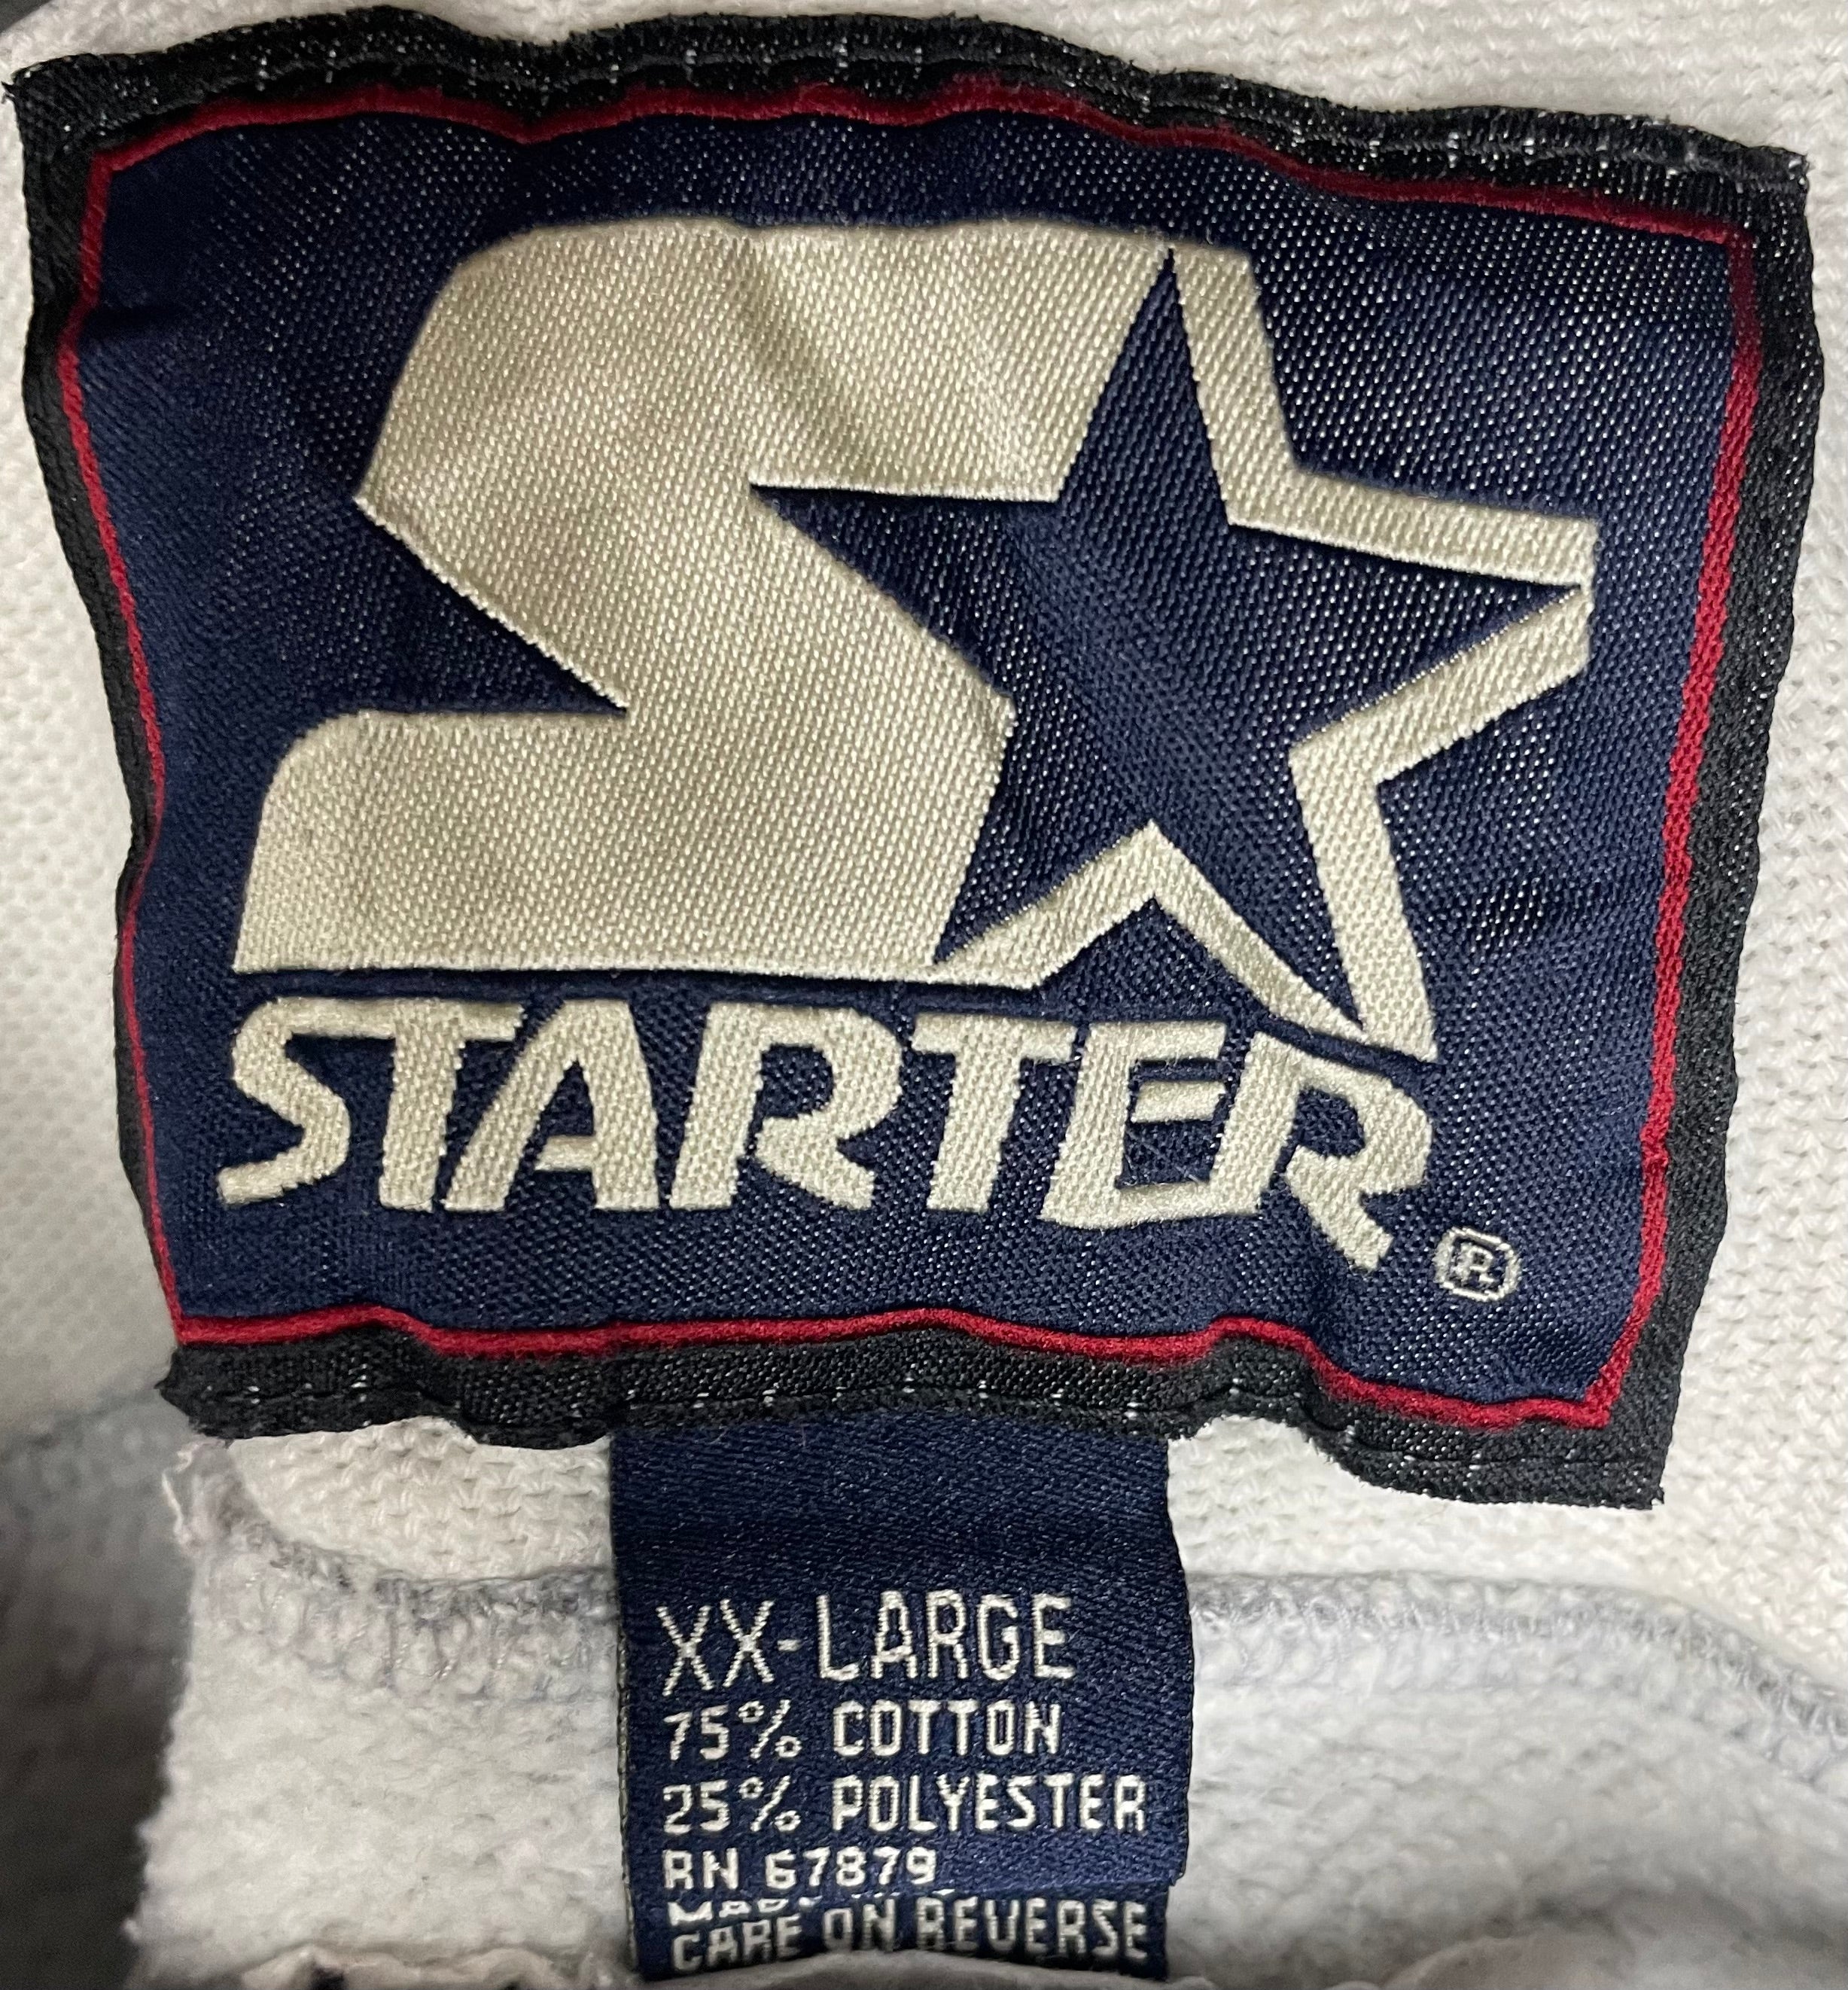 STARTER®
XX-LARGE
75% COTTON
25% POLYESTER
RN 67879
CARE ON REVERSE